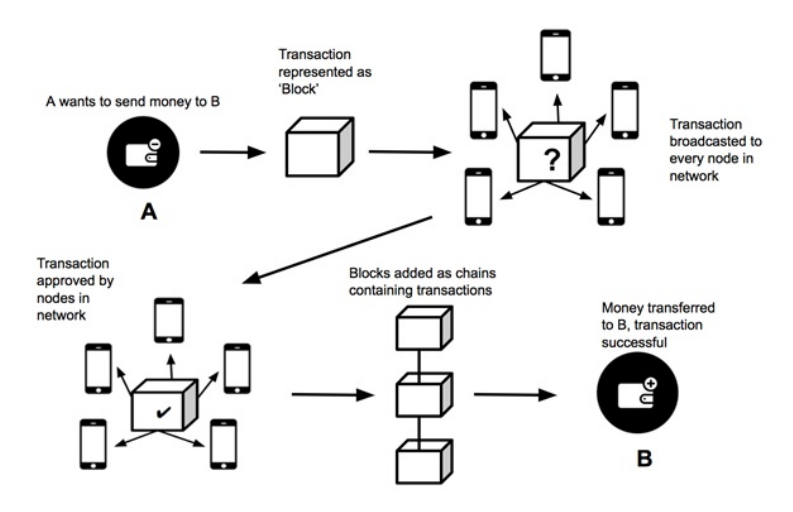 A wants to send money to B
A
Transaction
represented as
‘Block’
?
Transaction
broadcasted to
every node in
network
Transaction
approved by
nodes in
network
Blocks added as chains
containing transactions
Money transferred
to B, transaction
successful
B